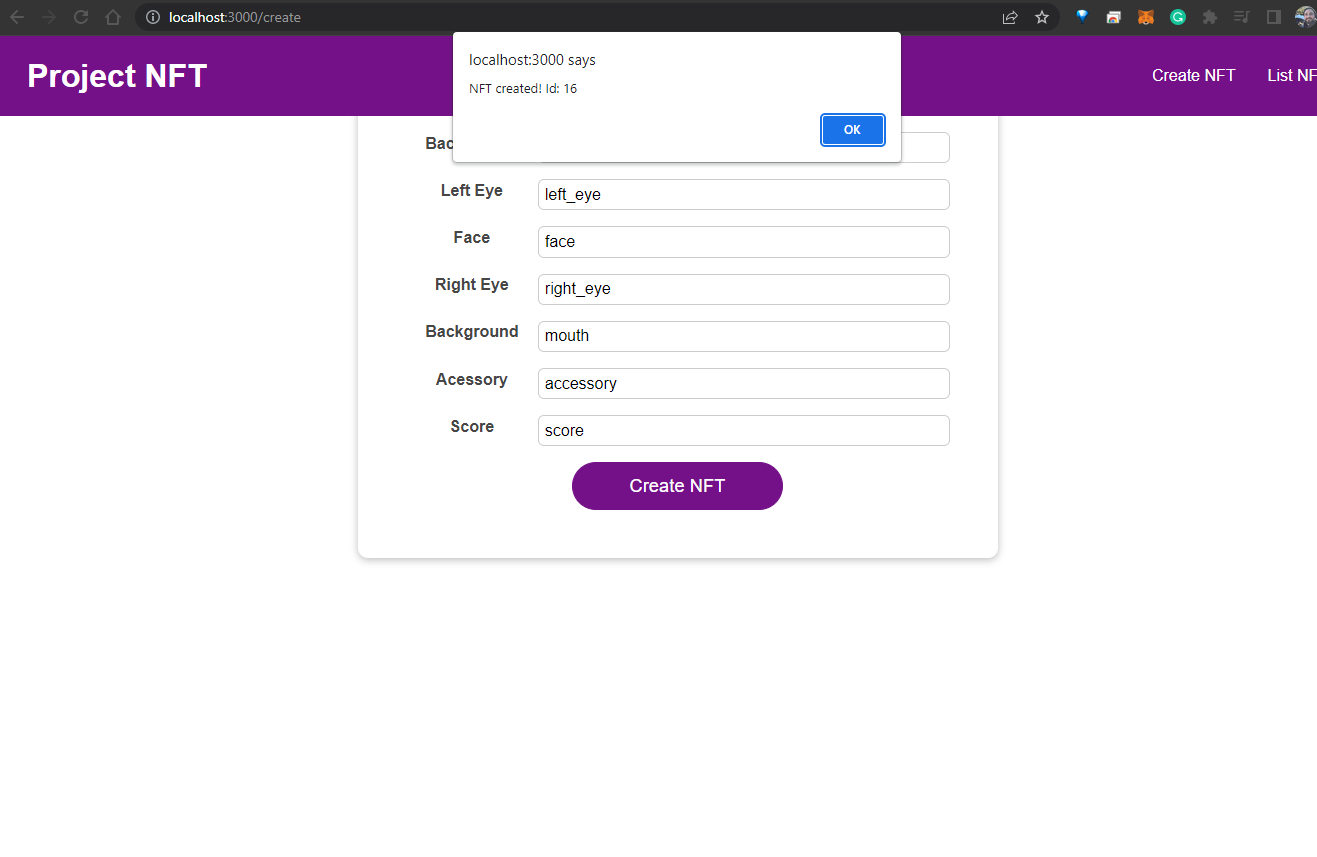 localhost:3000/create
localhost:3000 says
NFT created! Id: 16
OK
Project NFT
Create NFT
List NF
Bac
Left Eye
left_eye
Face
face
Right Eye
right_eye
Background
mouth
Acessory
accessory
Score
score
Create NFT